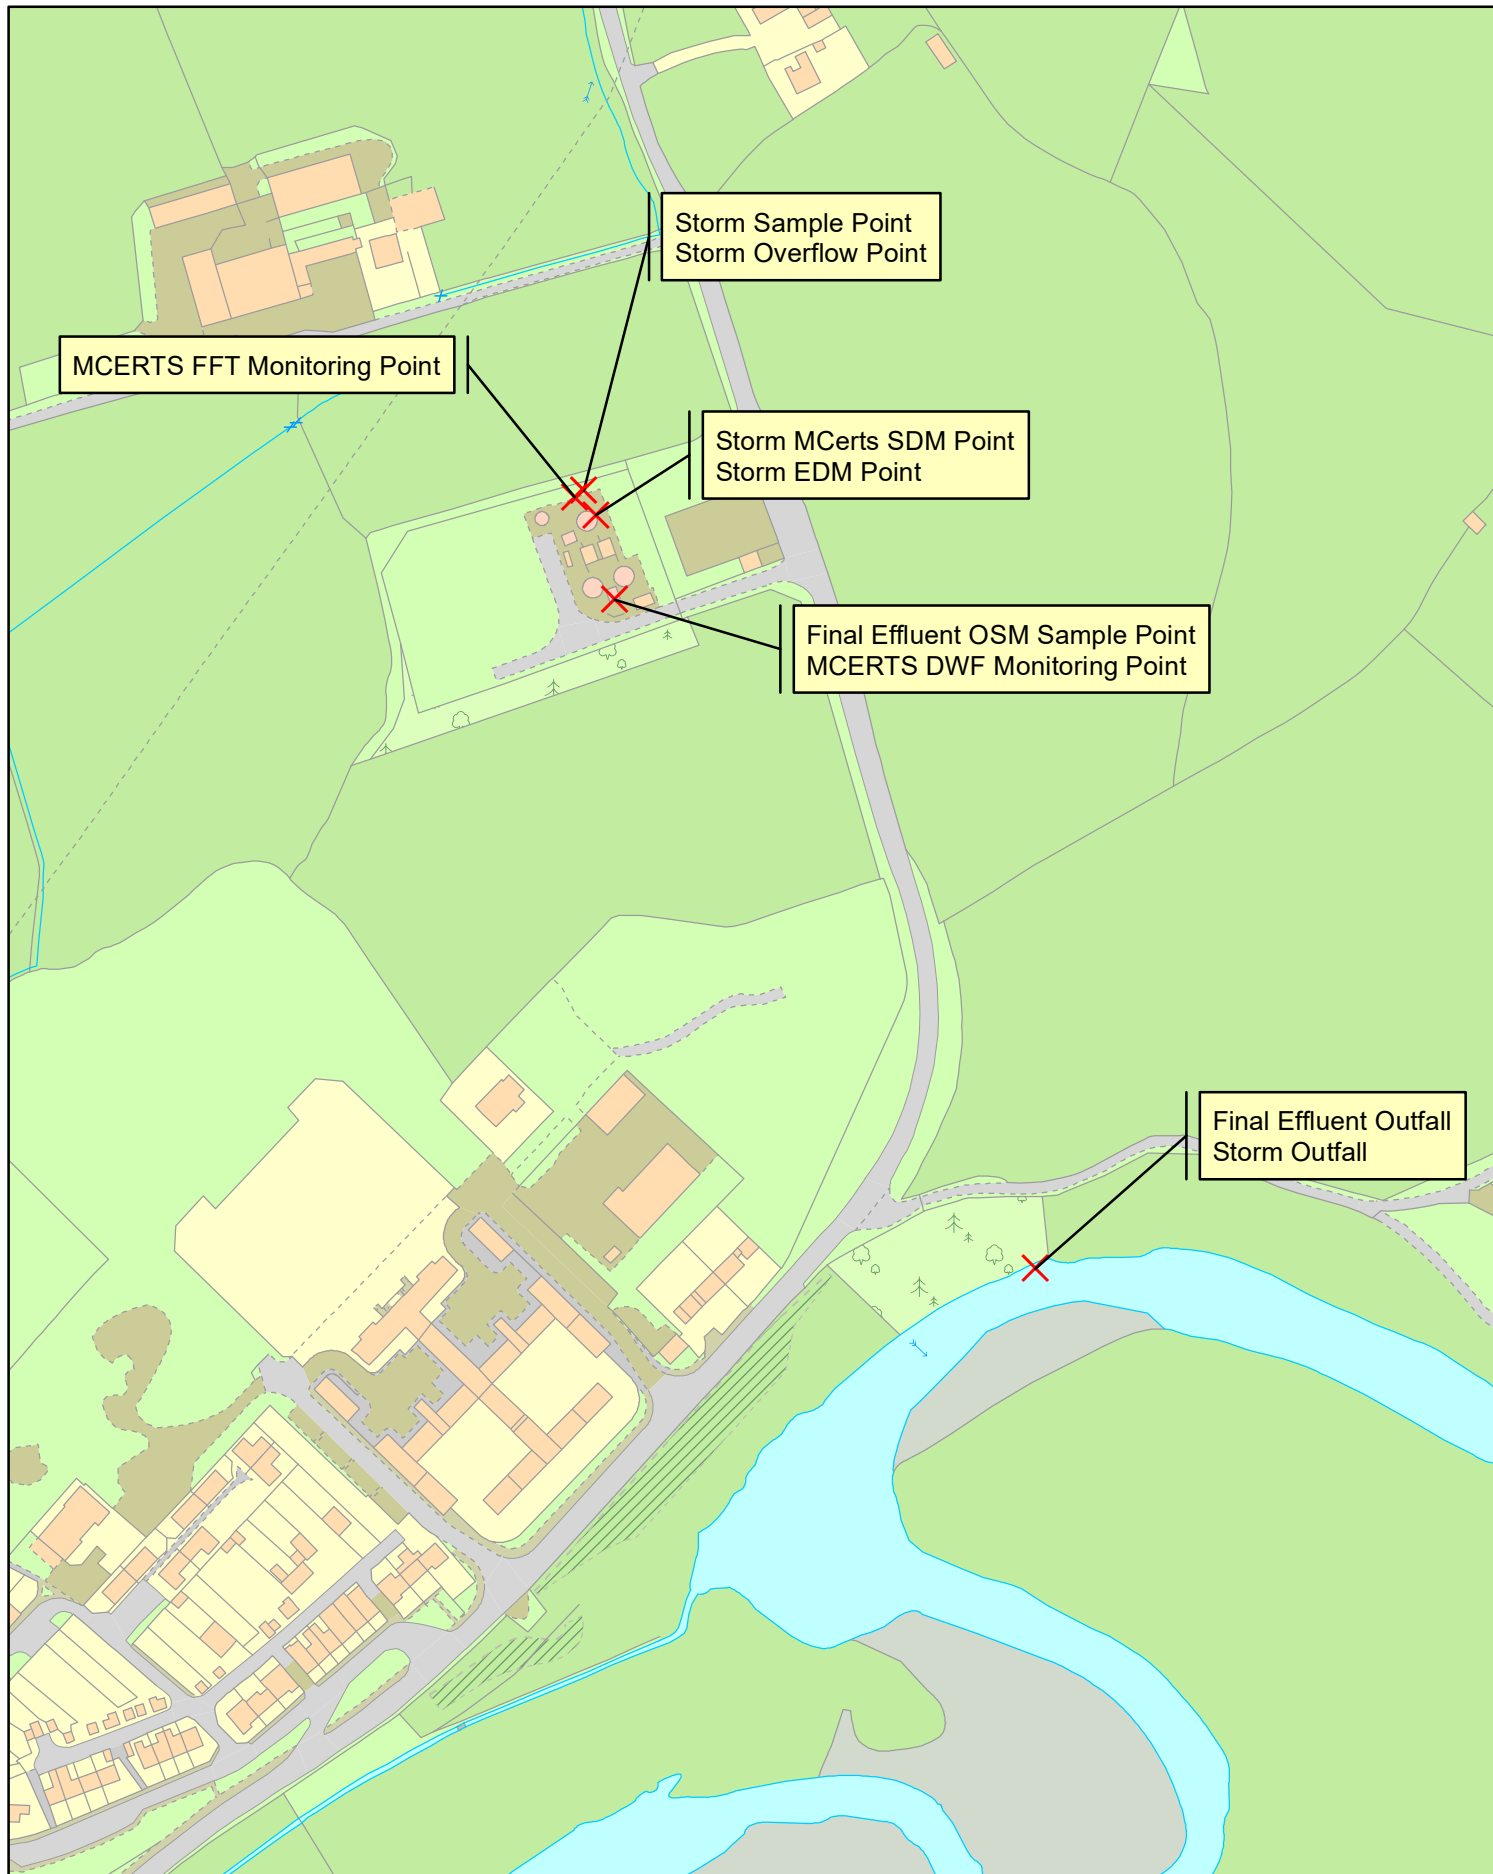 Storm Sample Point
Storm Overflow Point
MCERTS FFT Monitoring Point
Storm MCerts SDM Point
Storm EDM Point
Final Effluent OSM Sample Point
MCERTS DWF Monitoring Point
Final Effluent Outfall
Storm Outfall